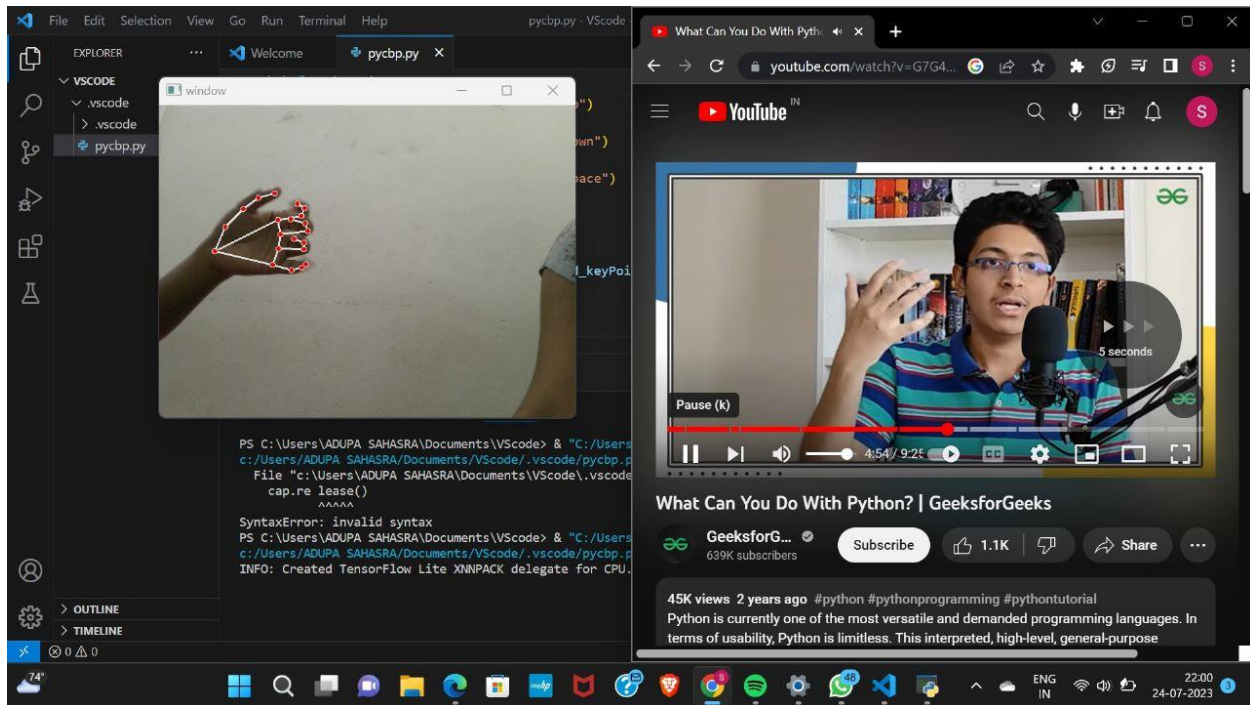 File Edit Selection View Go Run Terminal Help pycbp.py - VScode
EXPLORER
Welcome
pycbp.py
VSCODE
.vscode
.vscode
pycbp.py
window
")
own")
pace")
d_keyPoi
PS C:\Users\ADUPA SAHASRA\Documents\VScode> & "C:/Users
c:/Users/ADUPA SAHASRA/Documents/VScode/.vscode/pycbp.p
File "c:\Users\ADUPA SAHASRA\Documents\VScode\.vscode
cap.re lease()
^^^^^
SyntaxError: invalid syntax
PS C:\Users\ADUPA SAHASRA\Documents\VScode> & "C:/Users
c:/Users/ADUPA SAHASRA/Documents/VScode/.vscode/pycbp.p
INFO: Created TensorFlow Lite XNNPACK delegate for CPU.
OUTLINE
TIMELINE
0 0
What Can You Do With Pyth
youtube.com/watch?v=G7G4...
S
YouTube IN
S
5 seconds
Pause (k)
4:54 / 9:25
CC
What Can You Do With Python? | GeeksforGeeks
GeeksforG...
639K subscribers
Subscribe
1.1K
Share
45K views 2 years ago #python #pythonprogramming #pythontutorial
Python is currently one of the most versatile and demanded programming languages. In
terms of usability, Python is limitless. This interpreted, high-level, general-purpose
74°
48
ENG
IN
22:00
24-07-2023
3